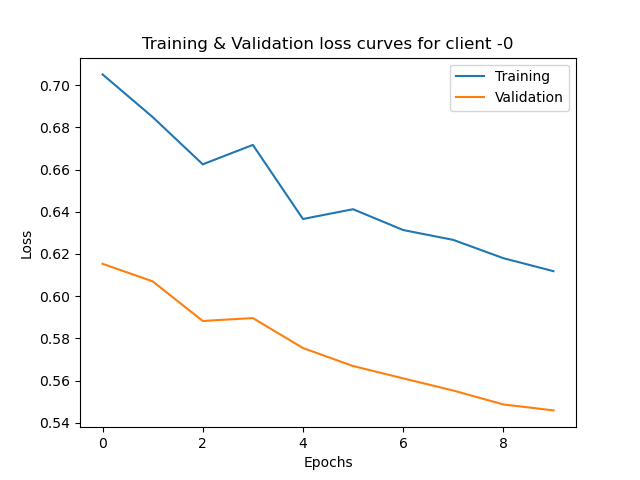 Training & Validation loss curves for client -0
Training
Validation
Loss
0.70
0.68
0.66
0.64
0.62
0.60
0.58
0.56
0.54
0 2 4 6 8
Epochs